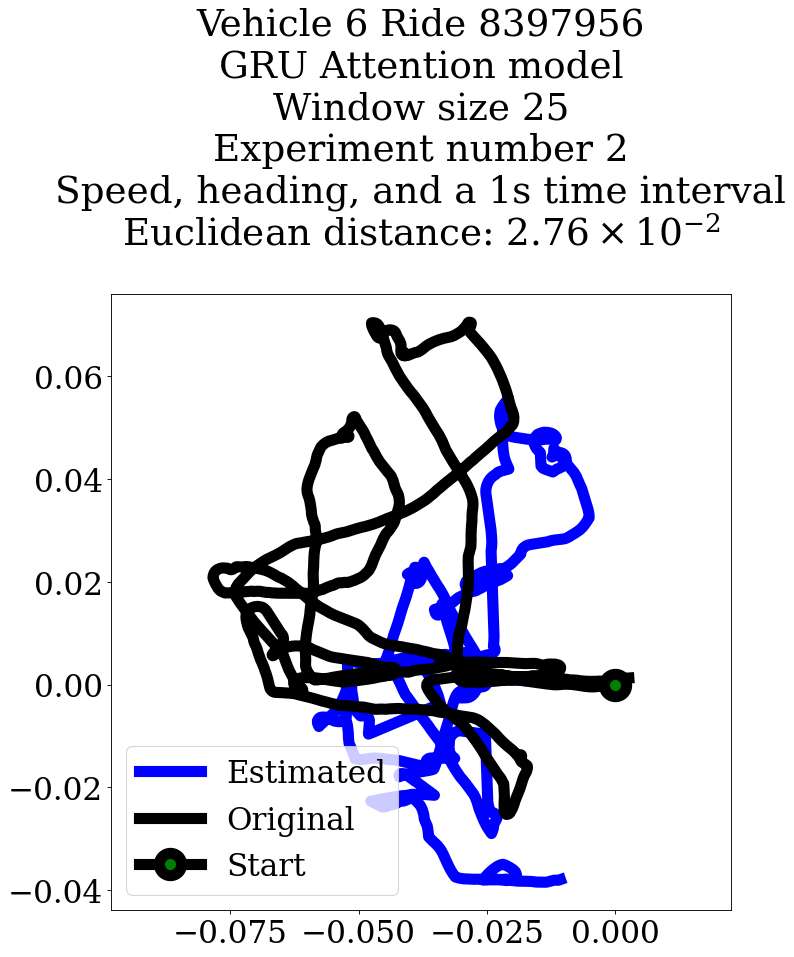 Vehicle 6 Ride 8397956
GRU Attention model
Window size 25
Experiment number 2
Speed, heading, and a 1s time interval
Euclidean distance: 2.76 × 10⁻²
0.06
0.04
0.02
0.00
−0.02
−0.04
Estimated
Original
Start
−0.075 −0.050 −0.025 0.000